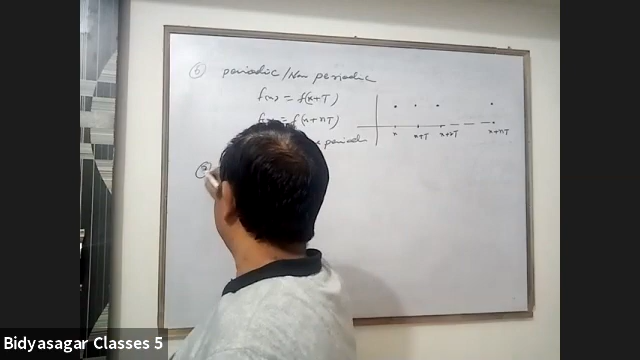 ⑥ periodic / Non periodic
f(x) = f(x+T)
f(x) = f(x+nT)
period
x x+T x+2T x+nT
Bidyasagar Classes 5